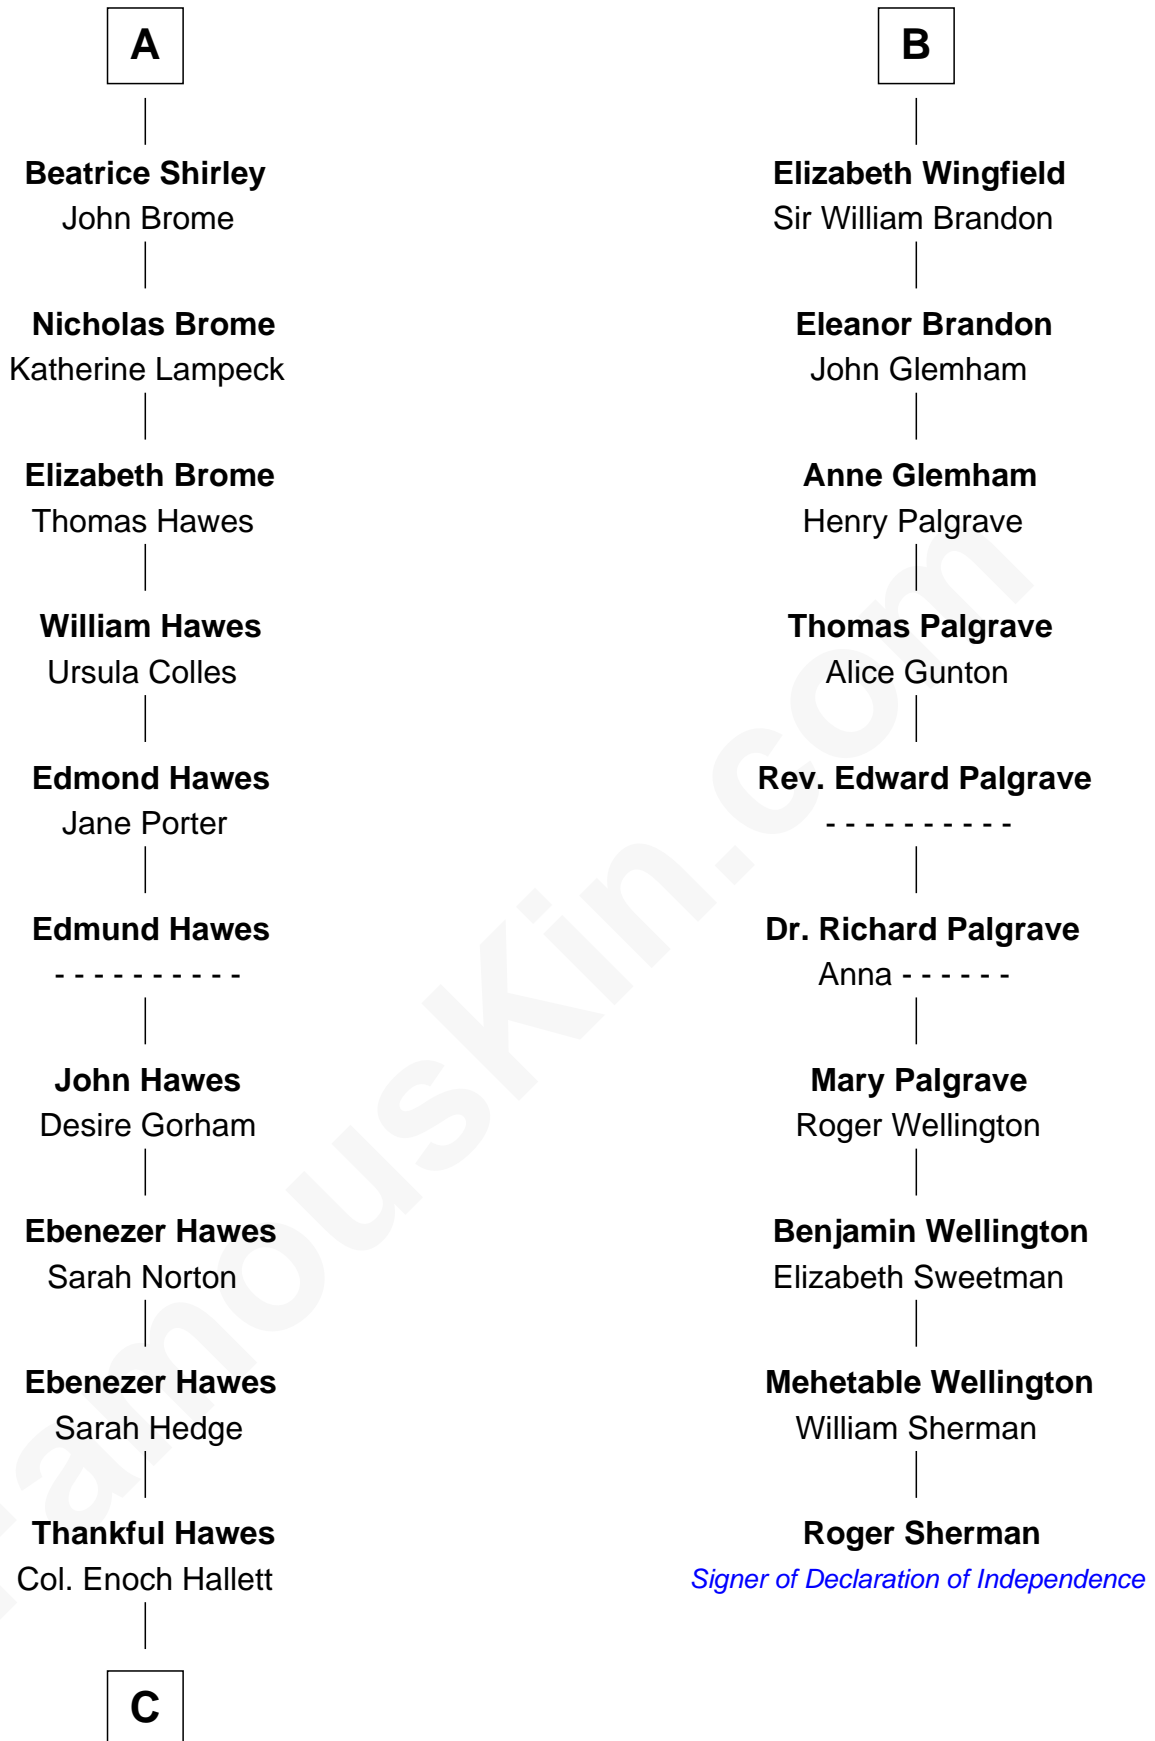 A
Beatrice Shirley
John Brome
Nicholas Brome
Katherine Lampeck
Elizabeth Brome
Thomas Hawes
William Hawes
Ursula Colles
Edmond Hawes
Jane Porter
Edmund Hawes
- - - - - - - - - -
John Hawes
Desire Gorham
Ebenezer Hawes
Sarah Norton
Ebenezer Hawes
Sarah Hedge
Thankful Hawes
Col. Enoch Hallett
C
B
Elizabeth Wingfield
Sir William Brandon
Eleanor Brandon
John Glemham
Anne Glemham
Henry Palgrave
Thomas Palgrave
Alice Gunton
Rev. Edward Palgrave
- - - - - - - - - -
Dr. Richard Palgrave
Anna - - - - - -
Mary Palgrave
Roger Wellington
Benjamin Wellington
Elizabeth Sweetman
Mehetable Wellington
William Sherman
Roger Sherman
Signer of Declaration of Independence
FamousKin.com